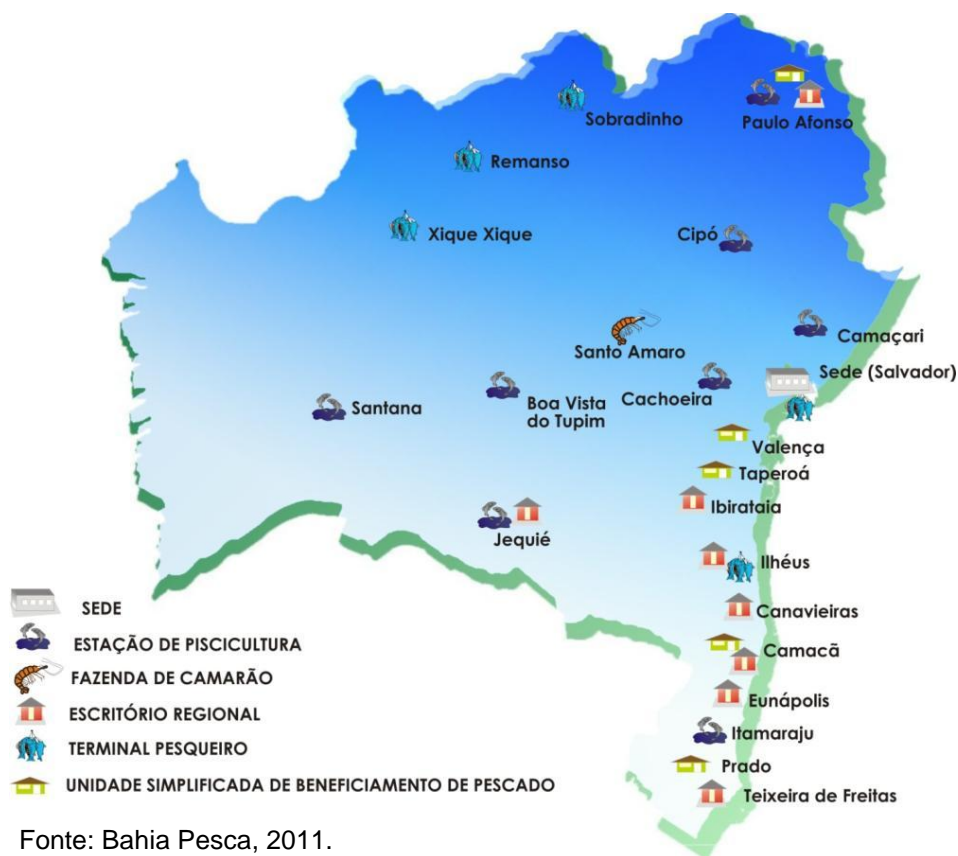 Sobradinho
Paulo Afonso
Remanso
Xique Xique
Cipó
Camaçari
Santo Amaro
Sede (Salvador)
Cachoeira
Santana
Boa Vista
do Tupim
Valença
Taperoá
Ibirataia
Jequié
Ilhéus
Canavieiras
Camacã
Eunápolis
Itamaraju
Prado
Teixeira de Freitas
SEDE
ESTAÇÃO DE PISCICULTURA
FAZENDA DE CAMARÃO
ESCRITÓRIO REGIONAL
TERMINAL PESQUEIRO
UNIDADE SIMPLIFICADA DE BENEFICIAMENTO DE PESCADO
Fonte: Bahia Pesca, 2011.